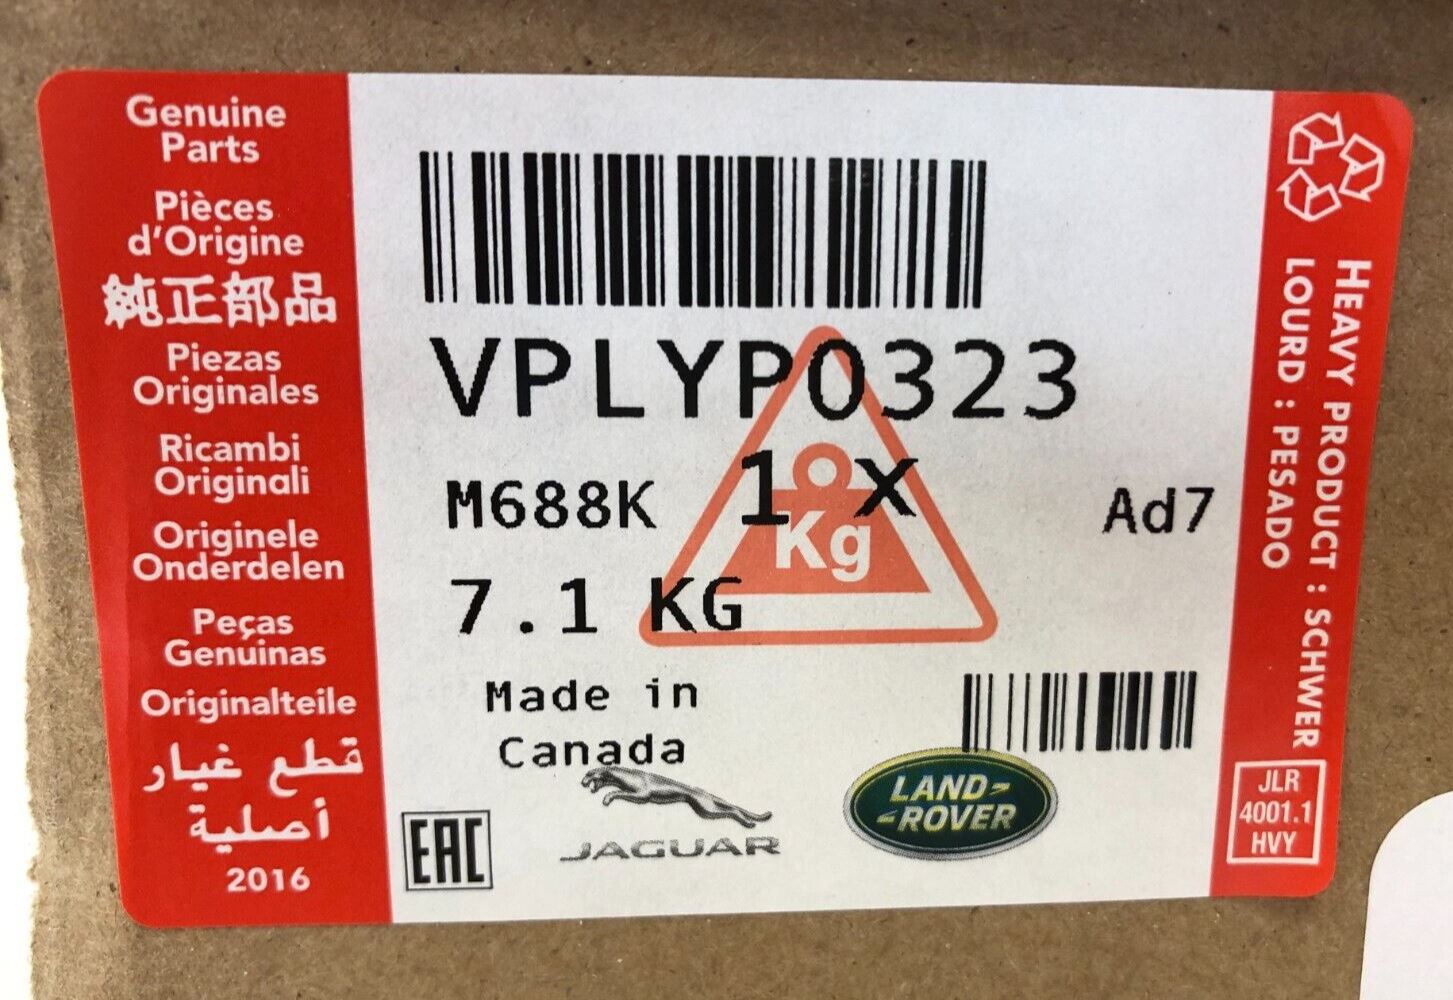 Genuine
Parts
Pièces
d'Origine
純正部品
Piezas
Originales
Ricambi
Originali
Originele
Onderdelen
Peças
Genuinas
Originalteile
قطع غيار
أصلية
2016
VPLYP0323
M688K 1 X Ad7
Kg
7.1 KG
Made in
Canada
EAC
JAGUAR
LAND-
-ROVER
HEAVY PRODUCT : SCHWER
LOURD : PESADO
JLR
4001.1
HVY